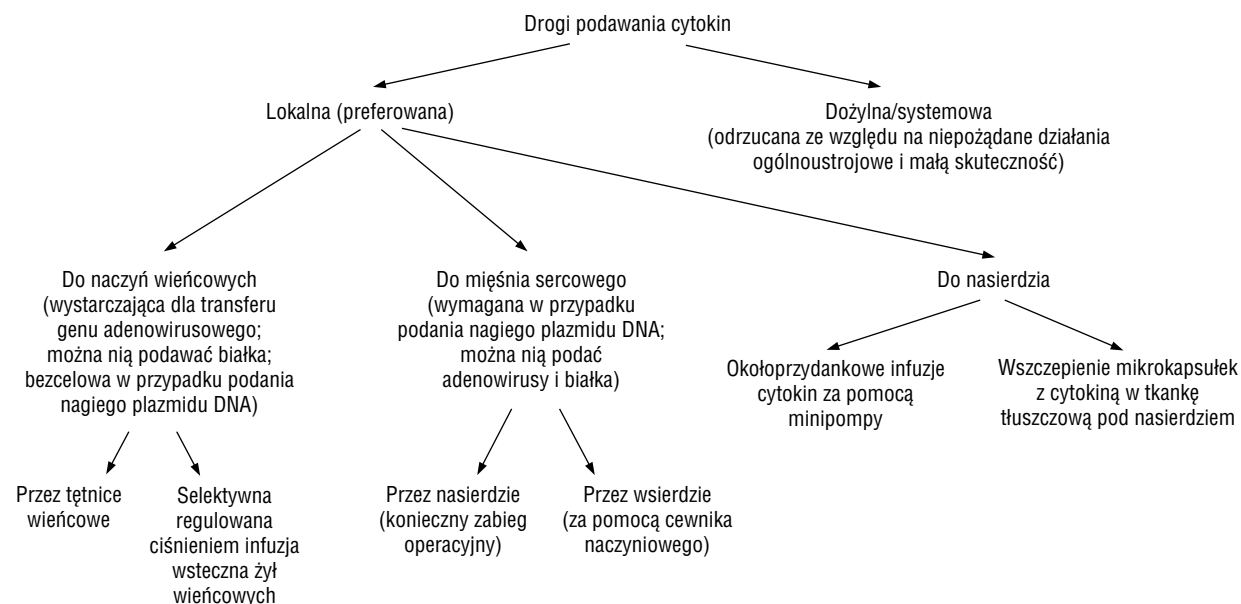 Drogi podawania cytokin
Lokalna (preferowana)
Dożylna/systemowa
(odrzucana ze względu na niepożądane działania
ogólnoustrojowe i małą skuteczność)
Do naczyń wieńcowych
(wystarczająca dla transferu
genu adenowirusowego;
można nią podawać białka;
bezcelowa w przypadku podania
nagiego plazmidu DNA)
Do mięśnia sercowego
(wymagana w przypadku
podania nagiego plazmidu DNA;
można nią podać
adenowirusy i białka)
Do nasierdzia
Okołoprzydankowe infuzje
cytokin za pomocą
minipompy
Wszczepienie mikrokapsułek
z cytokiną w tkankę
tłuszczową pod nasierdziem
Przez tętnice
wieńcowe
Selektywna
regulowana
ciśnieniem infuzja
wsteczna żył
wieńcowych
Przez nasierdzie
(konieczny zabieg
operacyjny)
Przez wsierdzie
(za pomocą cewnika
naczyniowego)